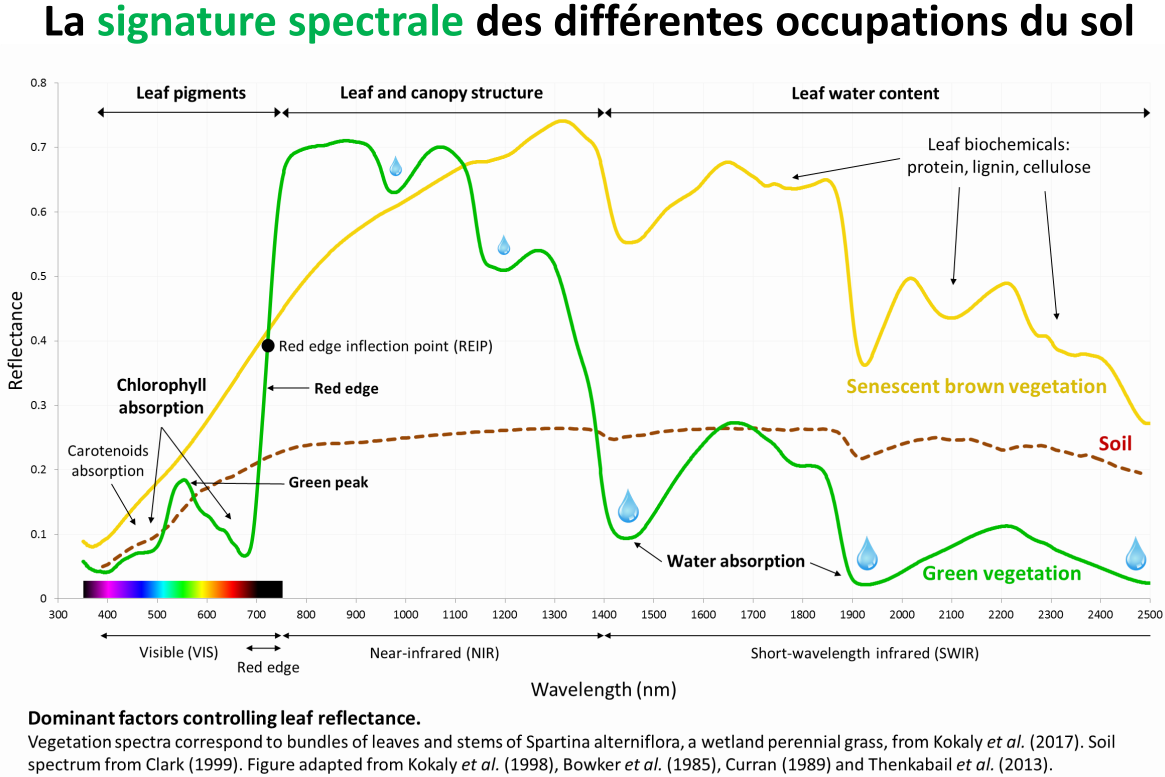 La signature spectrale des différentes occupations du sol
0.8
0.7
0.6
0.5
0.4
0.3
0.2
0.1
0
Reflectance
Leaf pigments
Leaf and canopy structure
Leaf water content
Leaf biochemicals:
protein, lignin, cellulose
Red edge inflection point (REIP)
Red edge
Chlorophyll
absorption
Carotenoids
absorption
Green peak
Senescent brown vegetation
Soil
Water absorption
Green vegetation
300 400 500 600 700 800 900 1000 1100 1200 1300 1400 1500 1600 1700 1800 1900 2000 2100 2200 2300 2400 2500
Visible (VIS)
Red edge
Near-infrared (NIR)
Short-wavelength infrared (SWIR)
Wavelength (nm)
Dominant factors controlling leaf reflectance.
Vegetation spectra correspond to bundles of leaves and stems of Spartina alterniflora, a wetland perennial grass, from Kokaly et al. (2017). Soil
spectrum from Clark (1999). Figure adapted from Kokaly et al. (1998), Bowker et al. (1985), Curran (1989) and Thenkabail et al. (2013).